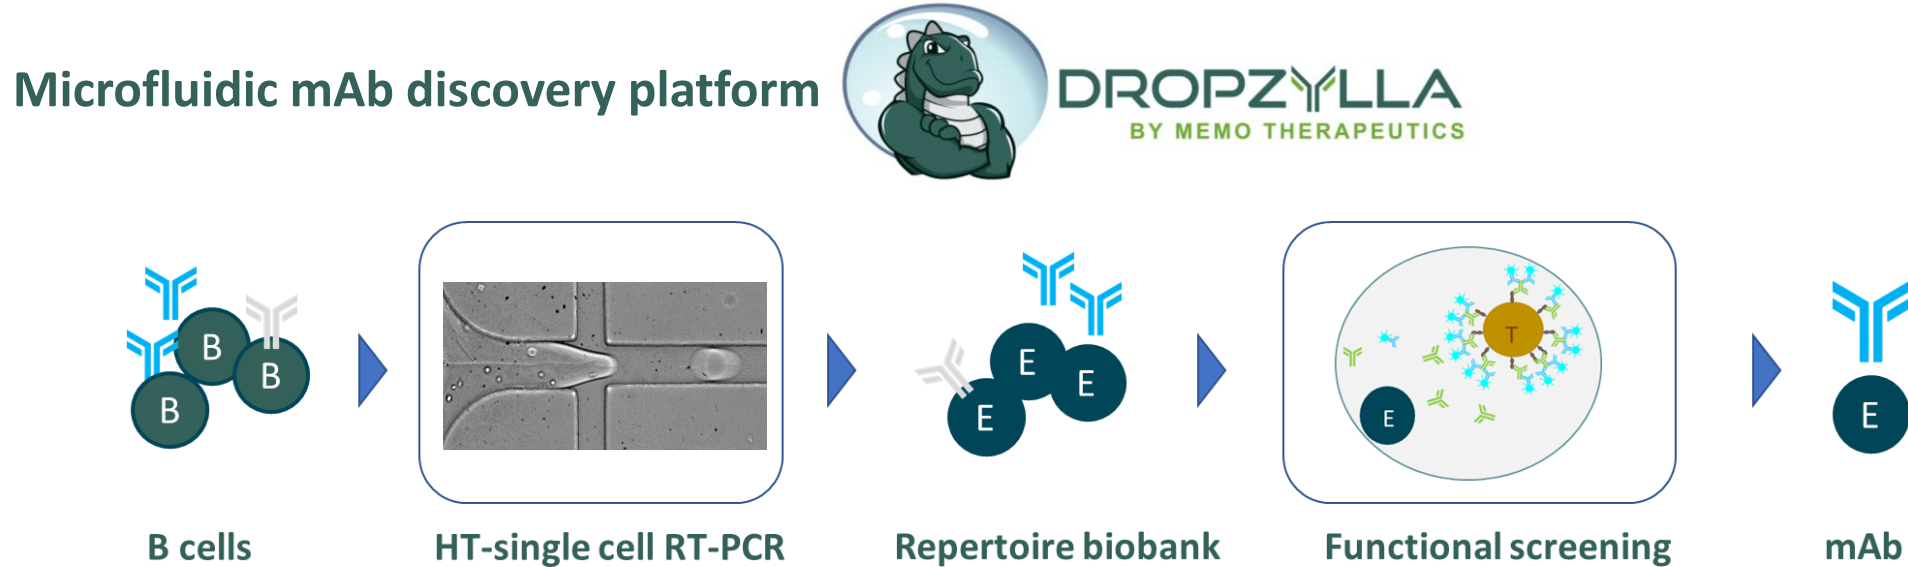 Microfluidic mAb discovery platform
DROPZYLLA
BY MEMO THERAPEUTICS
B
B
B
E
E
E
T
E
E
B cells
HT-single cell RT-PCR
Repertoire biobank
Functional screening
mAb